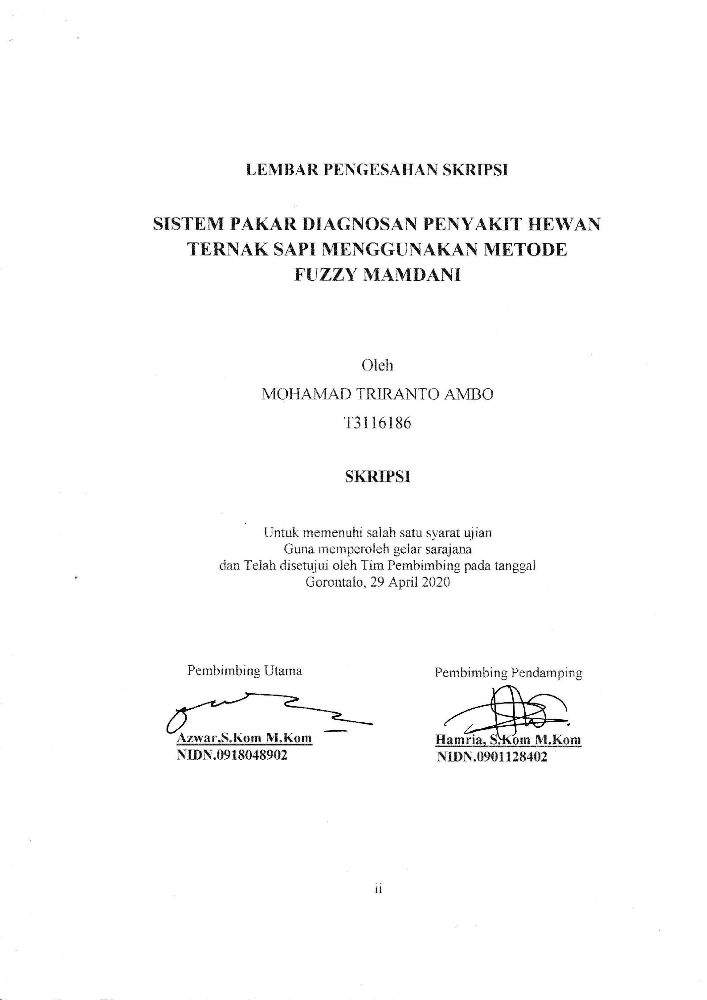 LEMBAR PENGESAHAN SKRIPSI
SISTEM PAKAR DIAGNOSAN PENYAKIT HEWAN
TERNAK SAPI MENGGUNAKAN METODE
FUZZY MAMDANI
Oleh
MOHAMAD TRIRANTO AMBO
T3116186
SKRIPSI
Untuk memenuhi salah satu syarat ujian
Guna memperoleh gelar sarajana
dan Telah disetujui oleh Tim Pembimbing pada tanggal
Gorontalo, 29 April 2020
Pembimbing Utama
Azwar,S.Kom M.Kom
NIDN.0918048902
Pembimbing Pendamping
Hamria, S.Kom M.Kom
NIDN.0901128402
ii